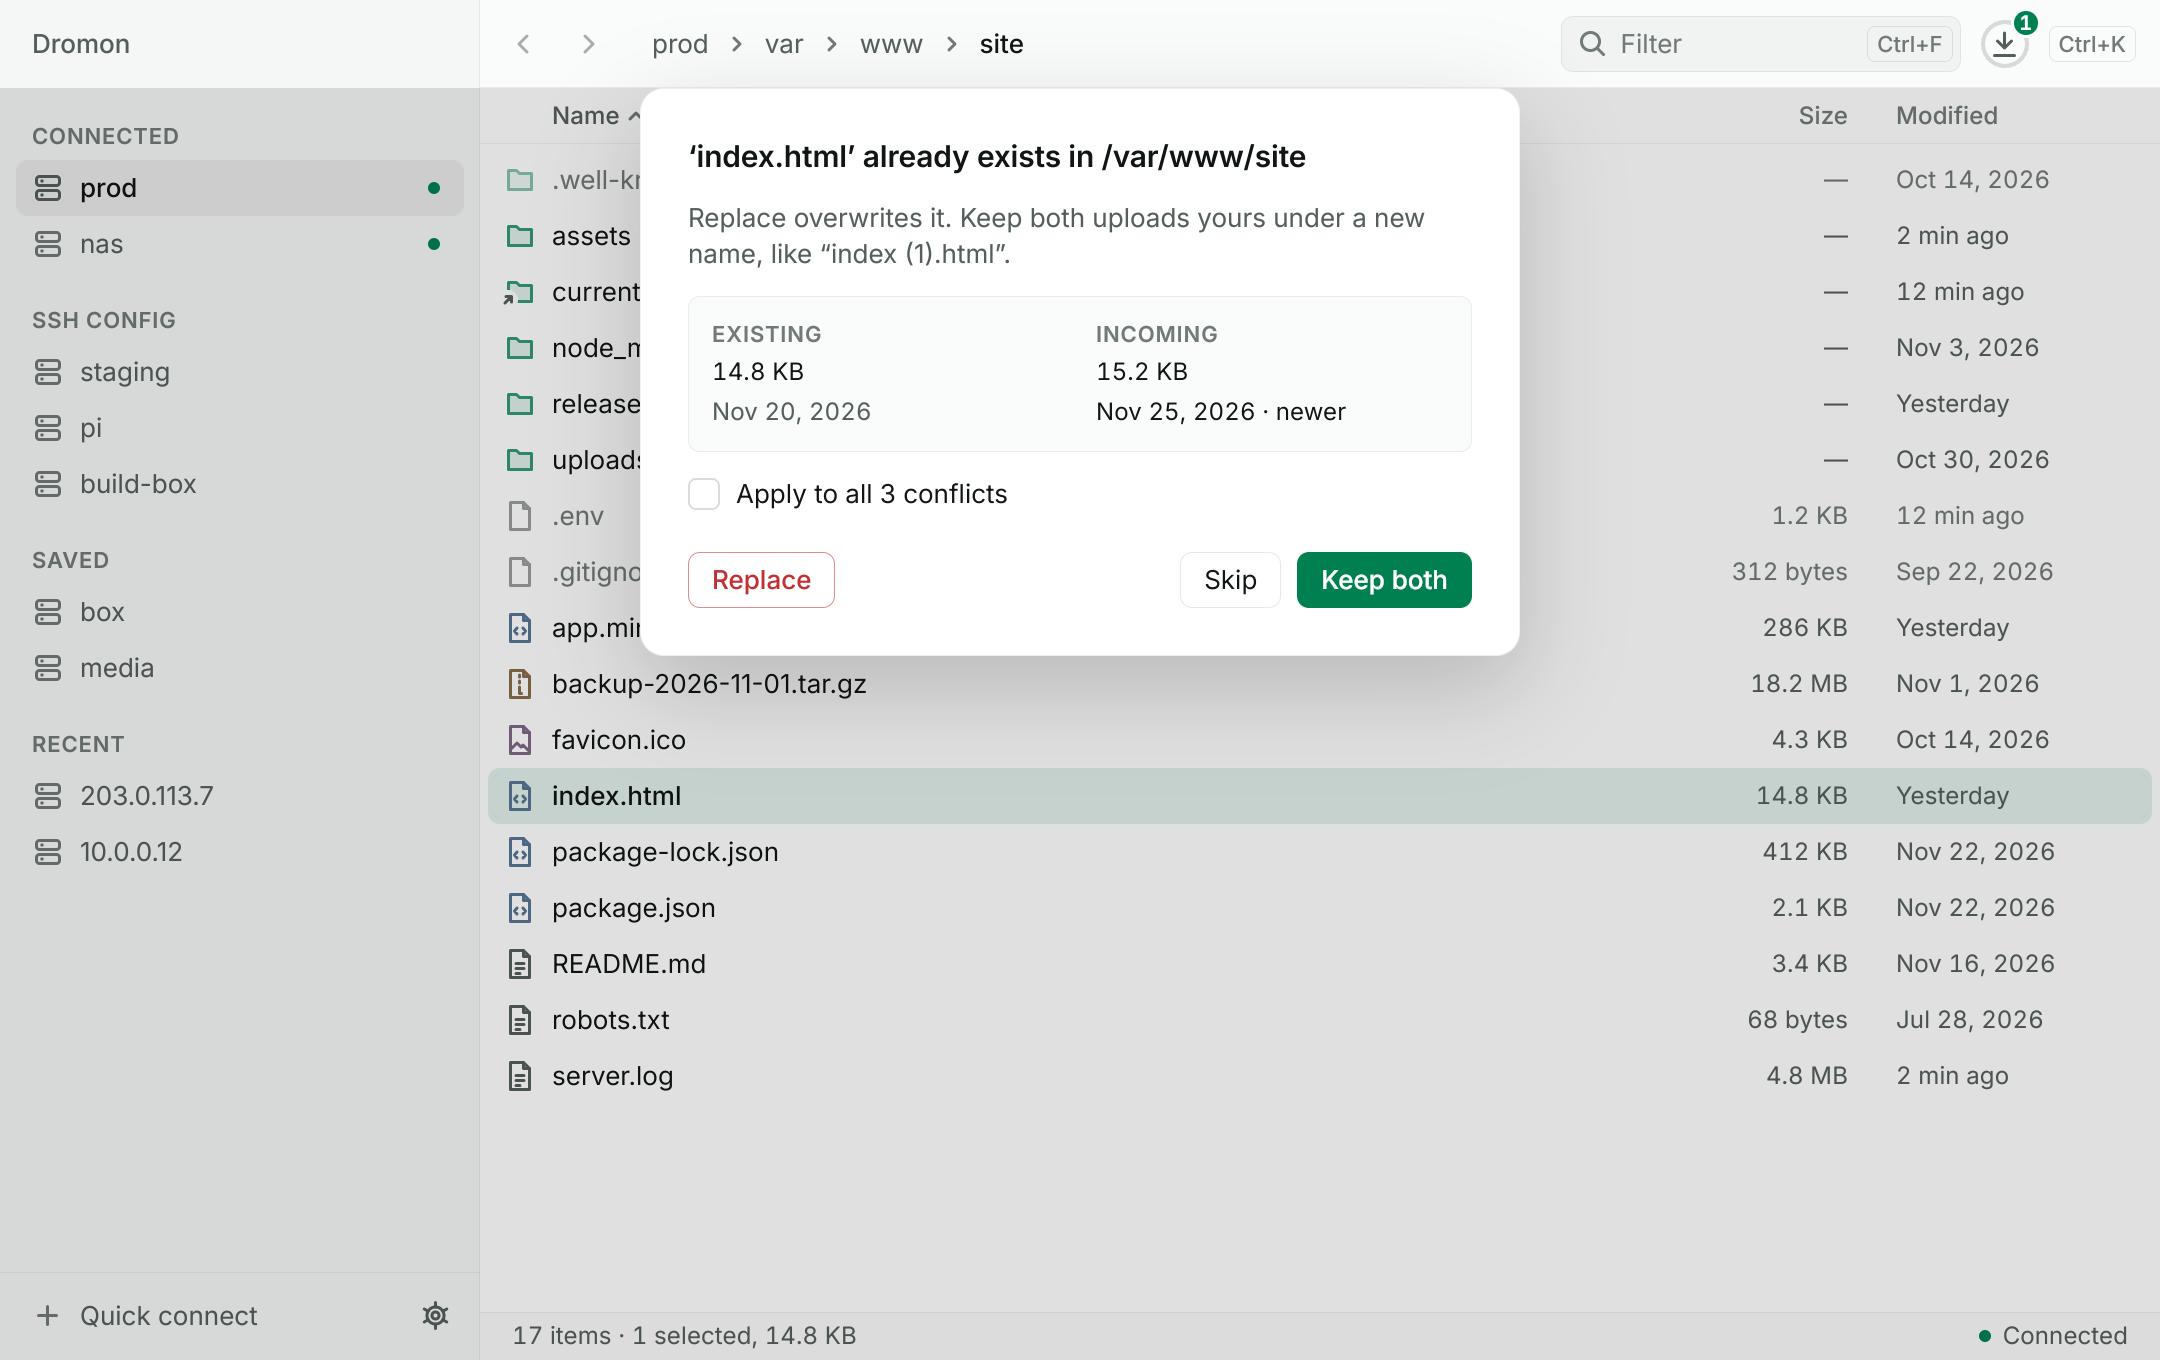 Dromon
prod > var > www > site
Filter
Ctrl+F
1
Ctrl+K
CONNECTED
prod
nas
SSH CONFIG
staging
pi
build-box
SAVED
box
media
RECENT
203.0.113.7
10.0.0.12
Quick connect
Name
Size
Modified
.well-kn
—
Oct 14, 2026
assets
—
2 min ago
current
—
12 min ago
node_m
—
Nov 3, 2026
release
—
Yesterday
uploads
—
Oct 30, 2026
.env
1.2 KB
12 min ago
.gitigno
312 bytes
Sep 22, 2026
app.min
286 KB
Yesterday
backup-2026-11-01.tar.gz
18.2 MB
Nov 1, 2026
favicon.ico
4.3 KB
Oct 14, 2026
index.html
14.8 KB
Yesterday
package-lock.json
412 KB
Nov 22, 2026
package.json
2.1 KB
Nov 22, 2026
README.md
3.4 KB
Nov 16, 2026
robots.txt
68 bytes
Jul 28, 2026
server.log
4.8 MB
2 min ago
‘index.html’ already exists in /var/www/site
Replace overwrites it. Keep both uploads yours under a new
name, like “index (1).html”.
EXISTING
14.8 KB
Nov 20, 2026
INCOMING
15.2 KB
Nov 25, 2026 · newer
Apply to all 3 conflicts
Replace
Skip
Keep both
17 items · 1 selected, 14.8 KB
Connected